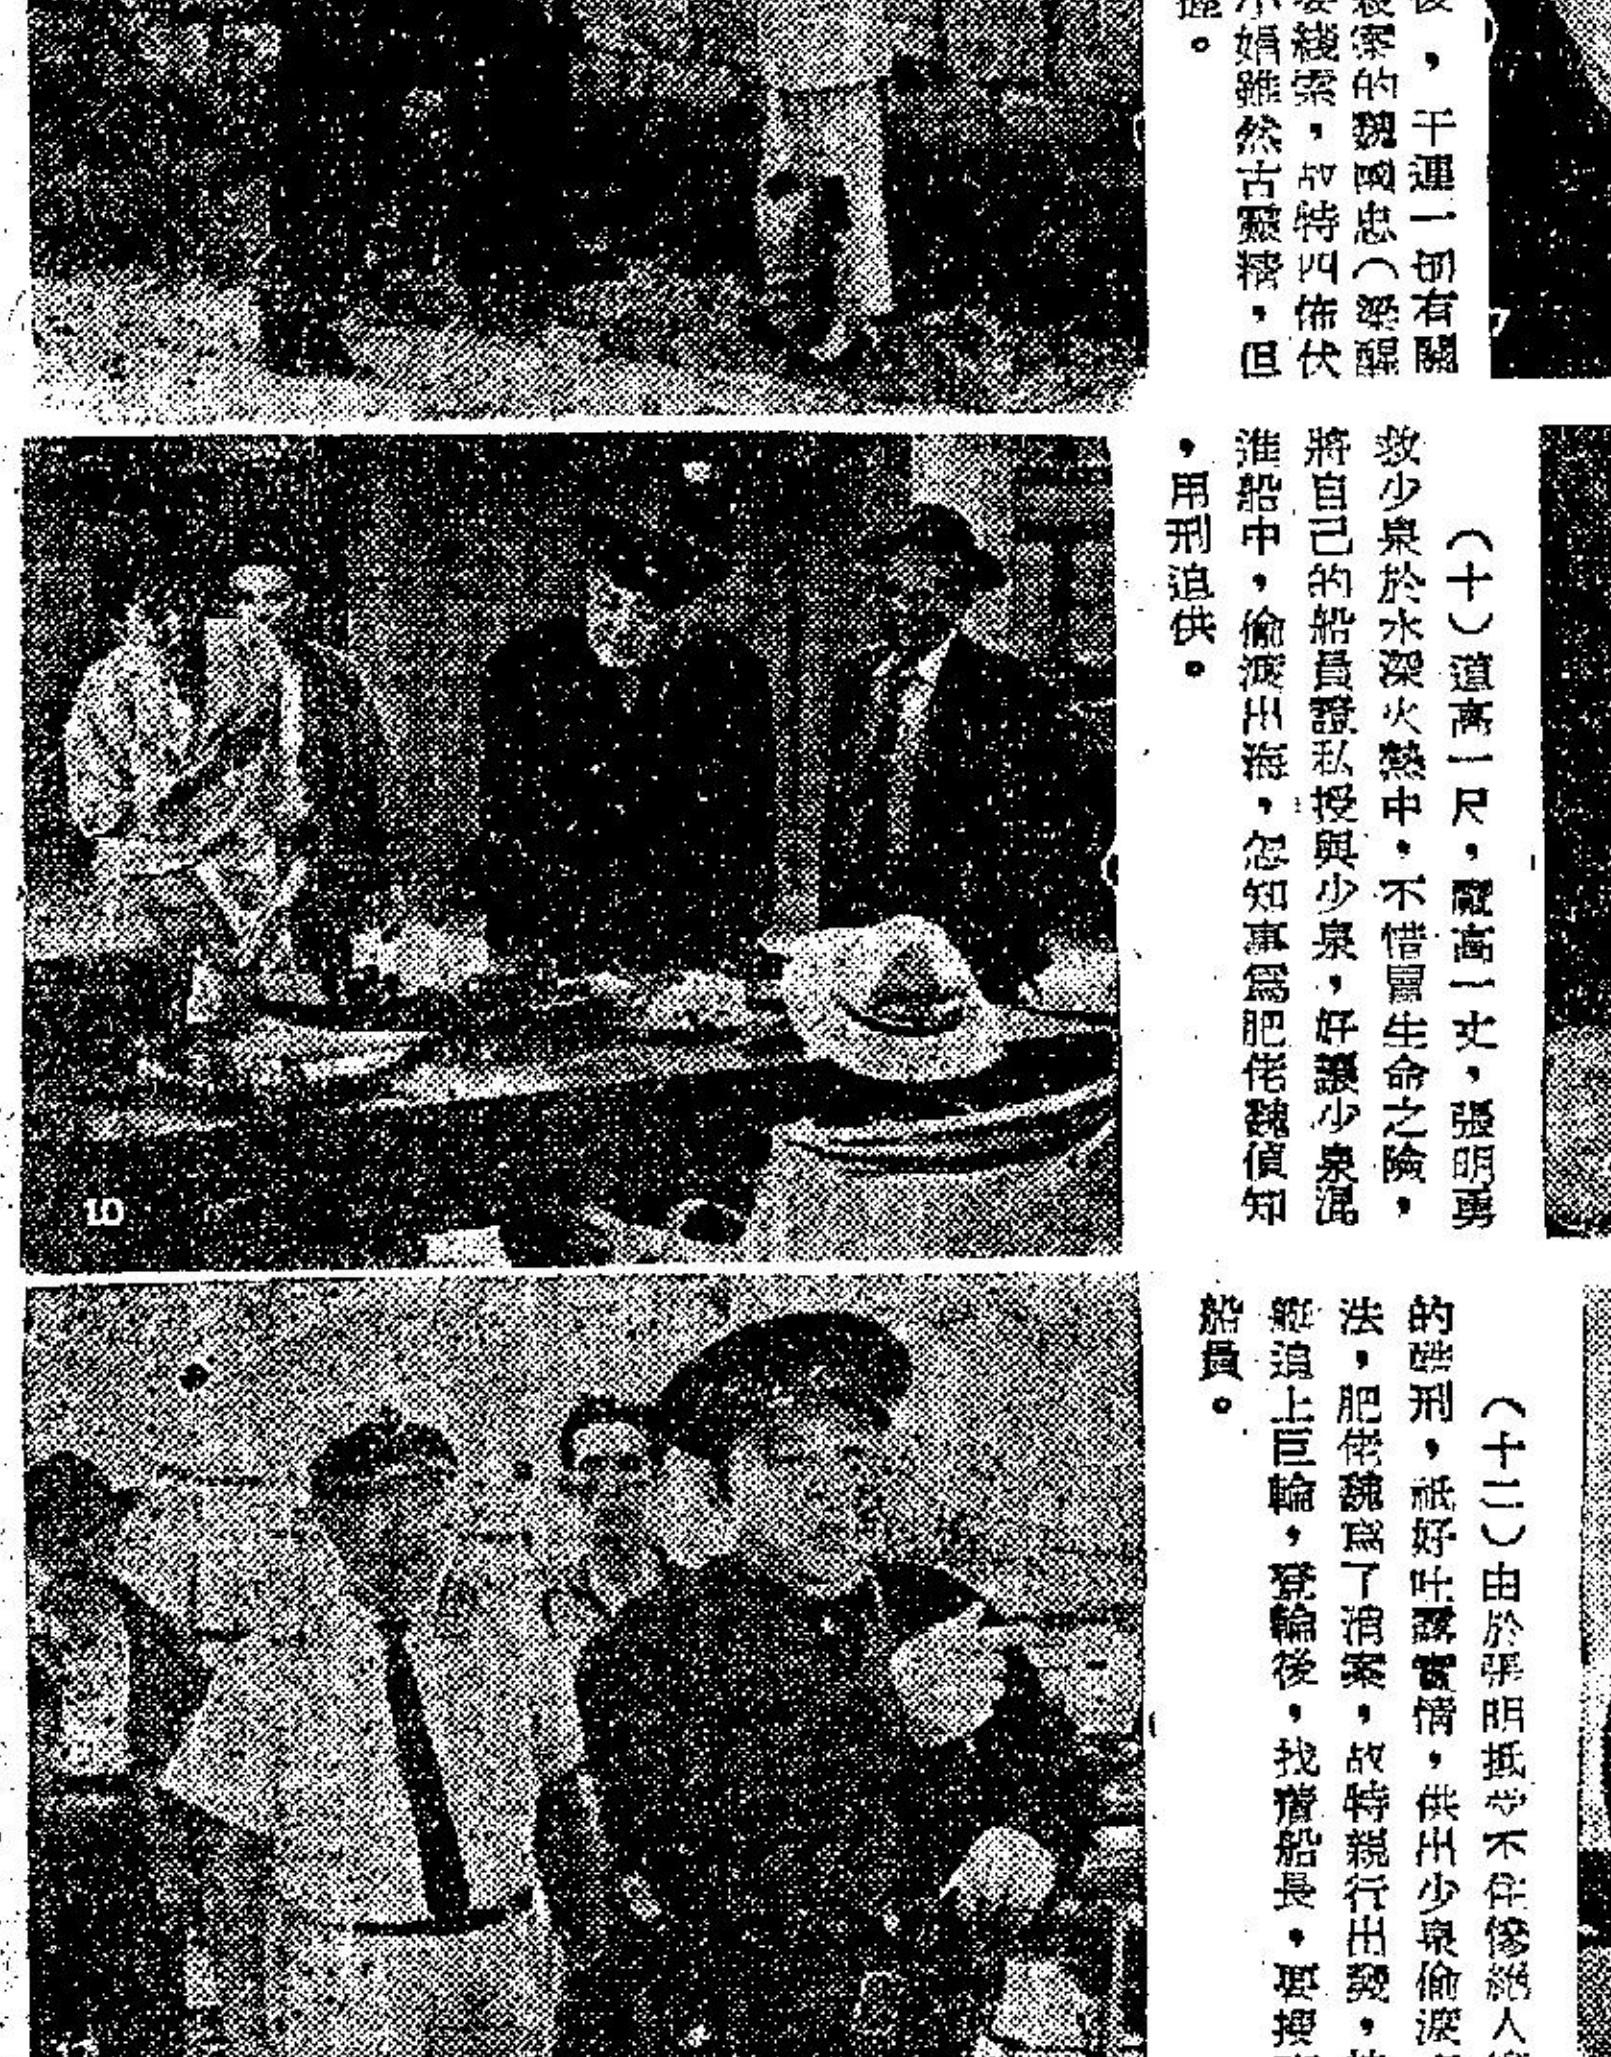 後，干連一切有關
案的魏國忠（梁醒
綫索，故特四佈伏
小娟雖然古靈精，但
。
7
（十）道高一尺，魔高一丈，張明勇
救少泉於水深火熱中，不惜冒生命之險，
將自己的船員證私授與少泉，好讓少泉混
進船中，偷渡出海，怎知事爲肥佬魏偵知
，用刑追供。
10
（十二）由於張明抵受不住慘絕人
的酷刑，祇好吐露實情，供出少泉偷渡
法，肥佬魏爲了消案，故特親行出發，
艇追上巨輪，登輪後，找着船長，要搜
船員。
12